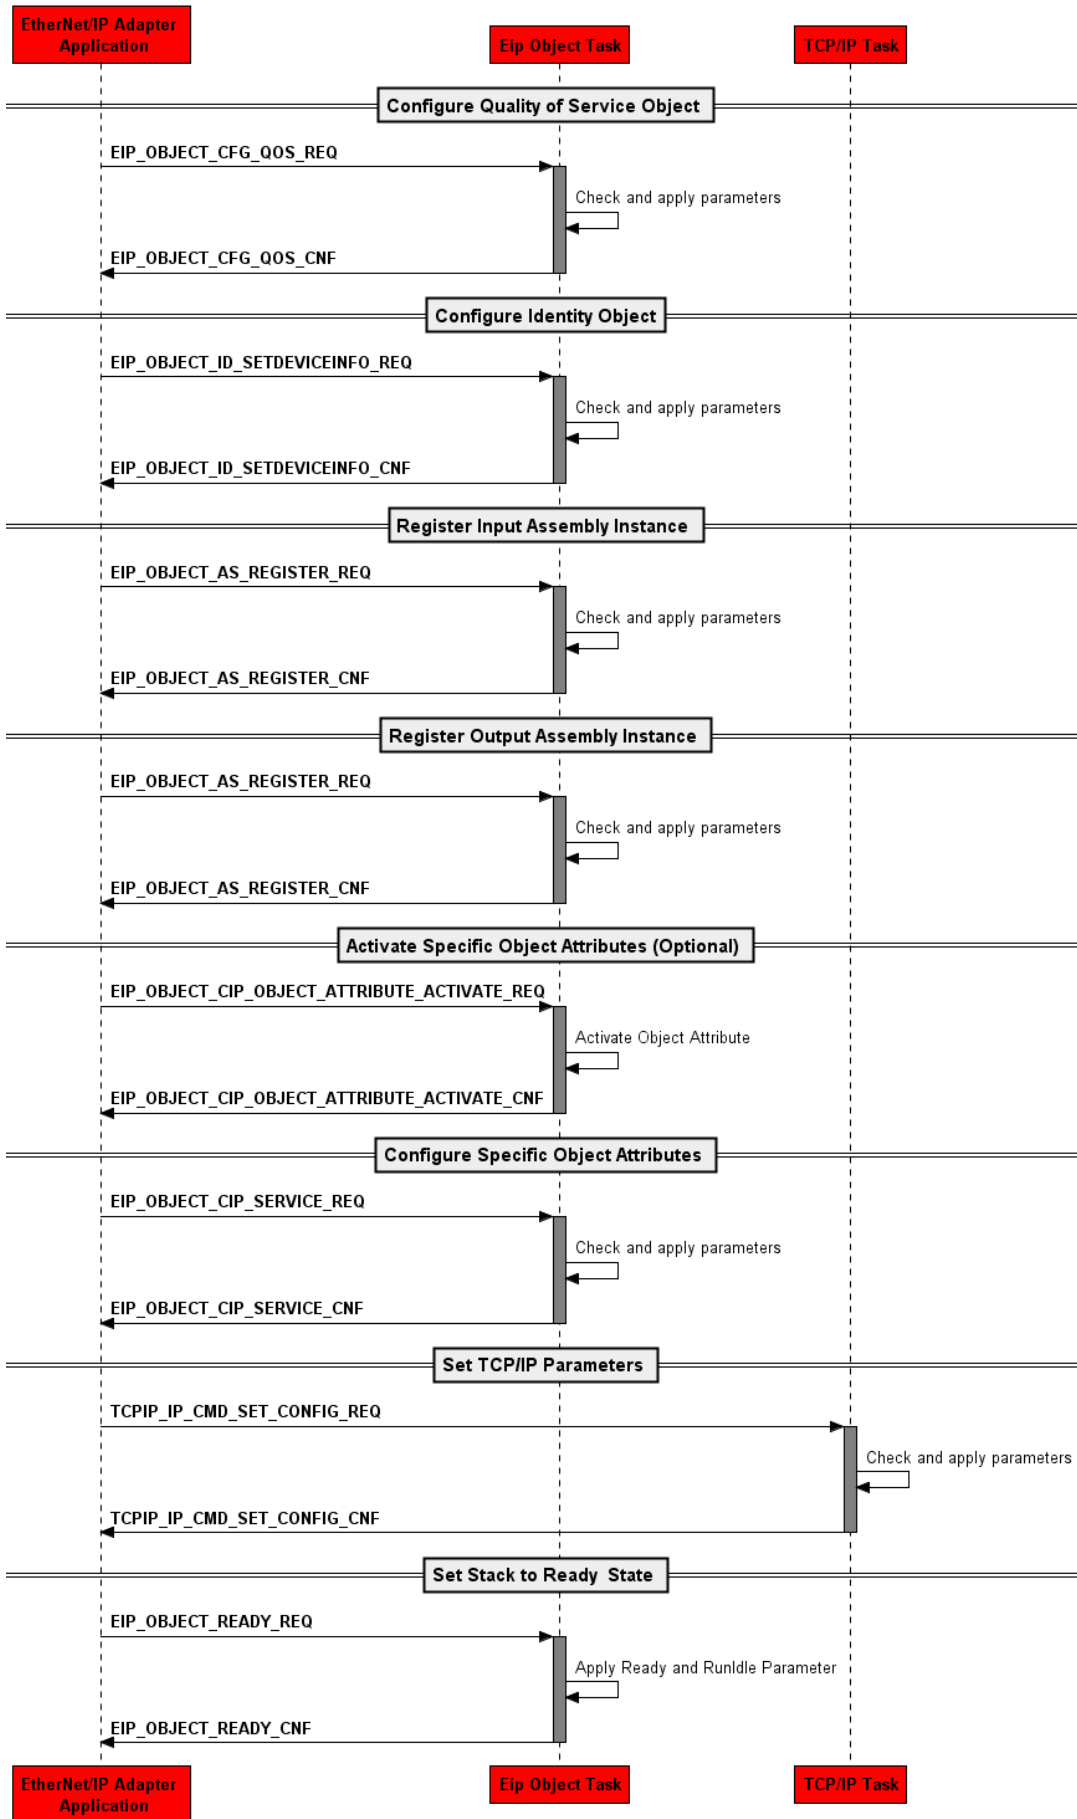 EtherNet/IP Adapter
Application
Eip Object Task
TCP/IP Task
Configure Quality of Service Object
EIP_OBJECT_CFG_QOS_REQ
Check and apply parameters
EIP_OBJECT_CFG_QOS_CNF
Configure Identity Object
EIP_OBJECT_ID_SETDEVICEINFO_REQ
Check and apply parameters
EIP_OBJECT_ID_SETDEVICEINFO_CNF
Register Input Assembly Instance
EIP_OBJECT_AS_REGISTER_REQ
Check and apply parameters
EIP_OBJECT_AS_REGISTER_CNF
Register Output Assembly Instance
EIP_OBJECT_AS_REGISTER_REQ
Check and apply parameters
EIP_OBJECT_AS_REGISTER_CNF
Activate Specific Object Attributes (Optional)
EIP_OBJECT_CIP_OBJECT_ATTRIBUTE_ACTIVATE_REQ
Activate Object Attribute
EIP_OBJECT_CIP_OBJECT_ATTRIBUTE_ACTIVATE_CNF
Configure Specific Object Attributes
EIP_OBJECT_CIP_SERVICE_REQ
Check and apply parameters
EIP_OBJECT_CIP_SERVICE_CNF
Set TCP/IP Parameters
TCPIP_IP_CMD_SET_CONFIG_REQ
Check and apply parameters
TCPIP_IP_CMD_SET_CONFIG_CNF
Set Stack to Ready State
EIP_OBJECT_READY_REQ
Apply Ready and RunIdle Parameter
EIP_OBJECT_READY_CNF
EtherNet/IP Adapter
Application
Eip Object Task
TCP/IP Task